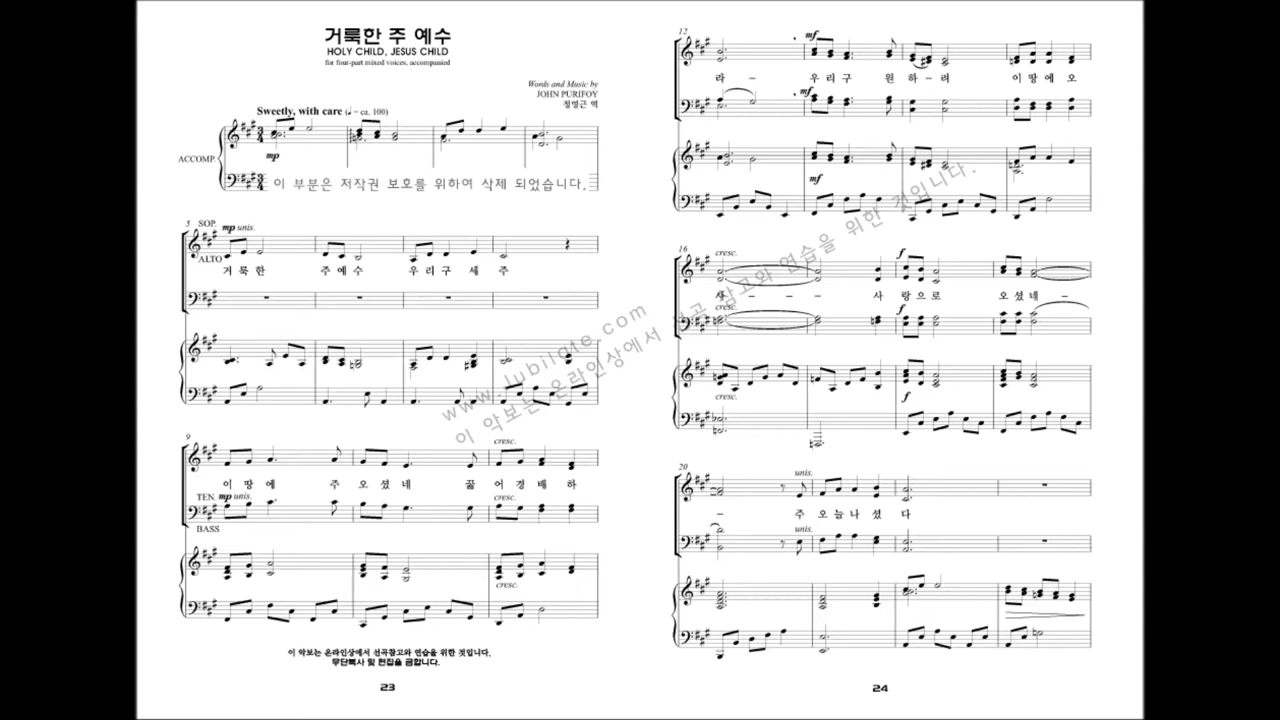 거룩한 주 예수
HOLY CHILD, JESUS CHILD
for four-part mixed voices, accompanied
Words and Music by
JOHN PURIFOY
정영근 역
Sweetly, with care (♩ = ca. 100)
ACCOMP.
mp
이 부분은 저작권 보호를 위하여 삭제 되었습니다.
5 SOP. mp unis.
ALTO
거 룩 한 주 예 수 우 리 구 세 주
9
cresc.
이 땅 에 주 오 셨 네 꿇 어 경 배 하
TEN. mp unis. cresc.
BASS
cresc.
이 악보는 온라인상에서 선곡참고와 연습을 위한 것입니다.
무단복사 및 편집을 금합니다.
23
12 mf
라 - 우 리 구 원 하 - 려 이 땅 에 오
mf
mf
16 cresc. f
사 - - - 사 랑 으 로 오 셨 네 -
cresc. f
cresc. f
20 unis.
- 주 오 늘 나 셨 다
unis.
24
www.Jubilate.com
이 악보는 온라인상에서 선곡 참고와 연습을 위한 것입니다.